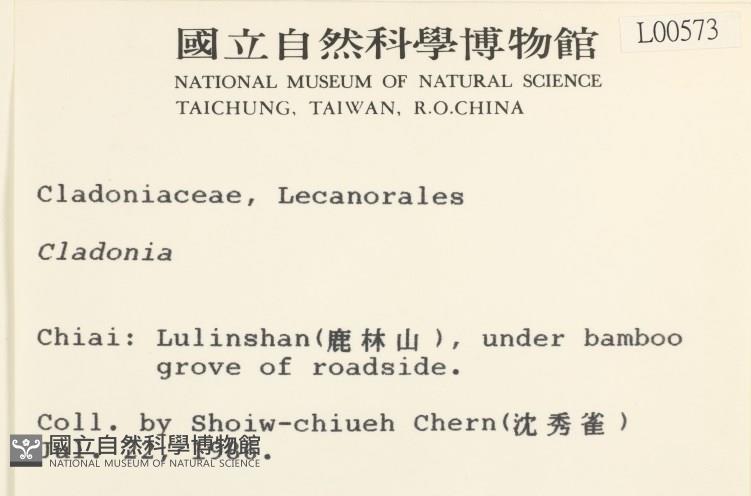 國立自然科學博物館
L00573
NATIONAL MUSEUM OF NATURAL SCIENCE
TAICHUNG, TAIWAN, R.O.CHINA
Cladoniaceae, Lecanorales
Cladonia
Chiai: Lulinshan(鹿林山), under bamboo
grove of roadside.
Coll. by Shoiw-chiueh Chern(沈秀雀)
Jul. 22,
國立自然科學博物館
NATIONAL MUSEUM OF NATURAL SCIENCE